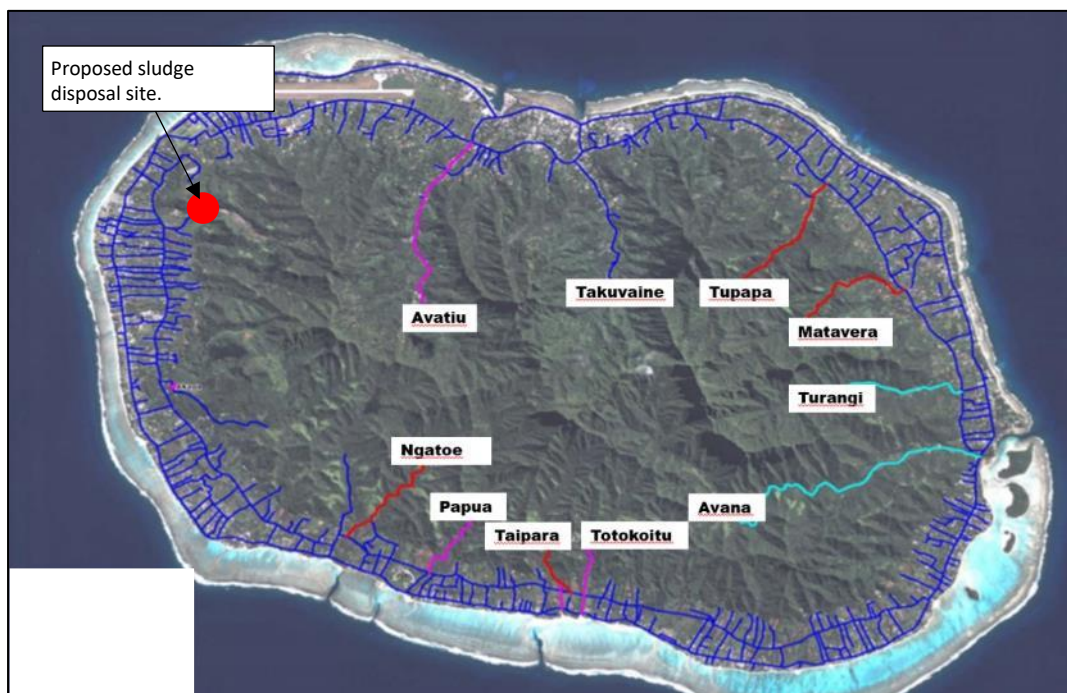 Proposed sludge
disposal site.
Takuvaine
Tupapa
Avatiu
Matavera
Turangi
Ngatoe
Papua
Avana
Taipara
Totokoitu